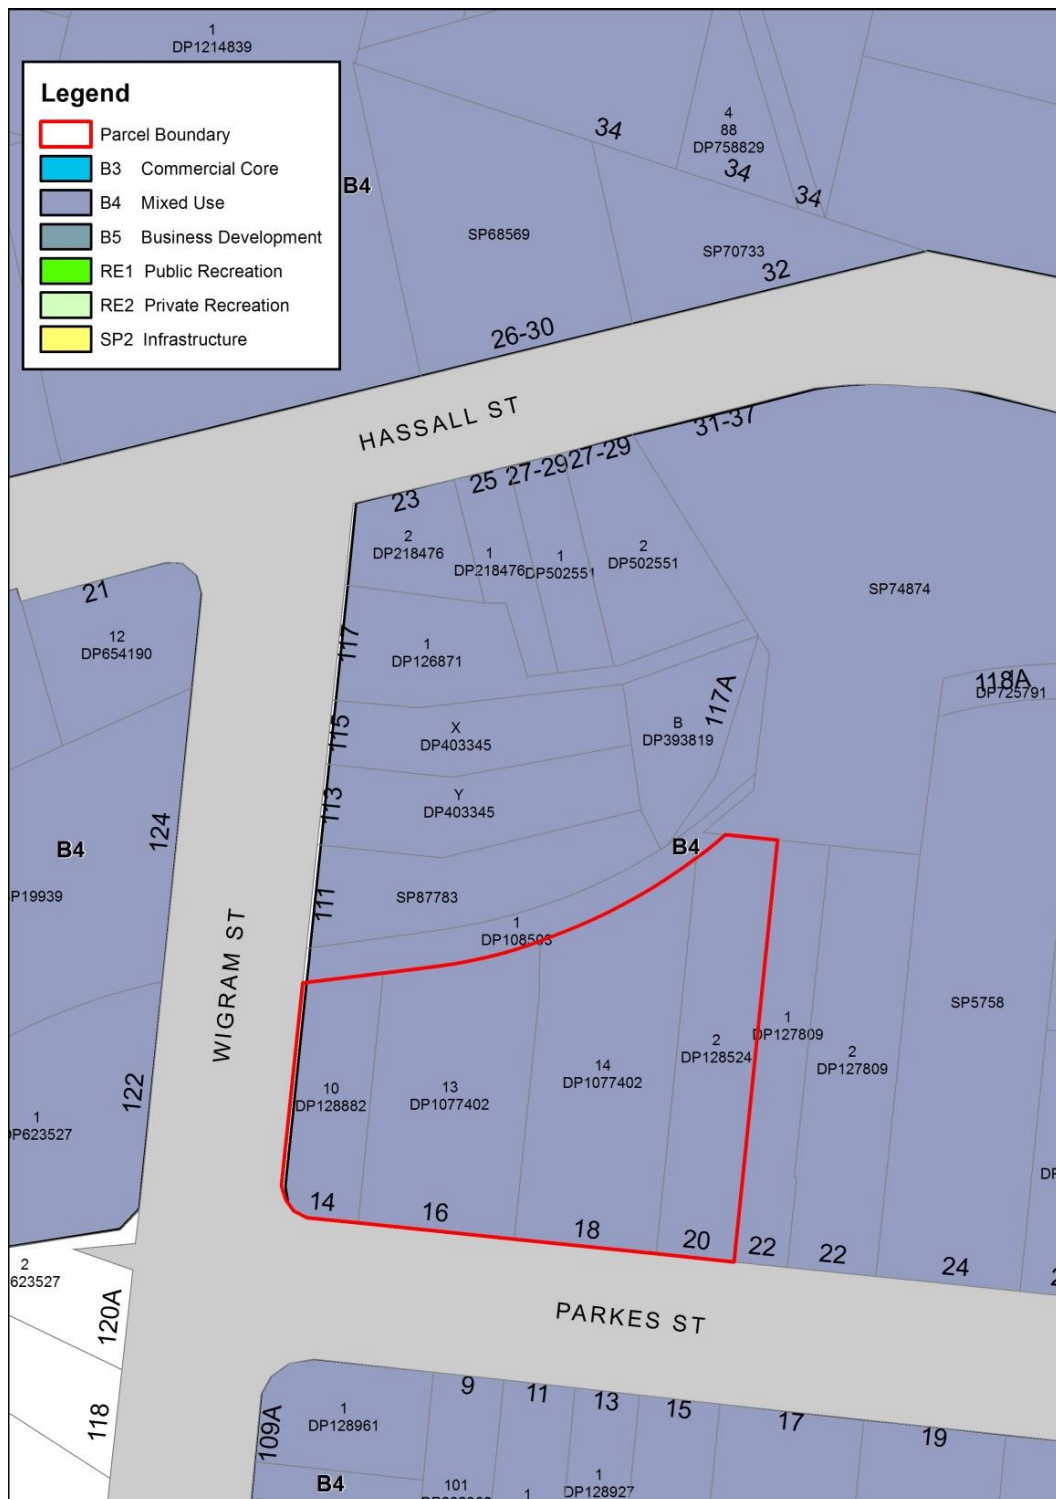 1
DP1214839
Legend
Parcel Boundary
B3 Commercial Core
B4 Mixed Use
B5 Business Development
RE1 Public Recreation
RE2 Private Recreation
SP2 Infrastructure
B4
34
4
88
DP758829
34
34
SP68569
SP70733
32
26-30
HASSALL ST
31-37
23
25
27-29
27-29
2
DP218476
1
DP218476
1
DP502551
2
DP502551
SP74874
21
12
DP654190
117
1
DP126871
118A
DP725791
115
X
DP403345
117A
B
DP393819
113
Y
DP403345
124
B4
B4
P19939
111
SP87783
1
DP108503
WIGRAM ST
SP5758
1
DP127809
2
DP127809
2
DP128524
14
DP1077402
13
DP1077402
10
DP128882
122
1
DP623527
14
16
18
20
22
22
24
2
623527
120A
PARKES ST
118
109A
1
DP128961
9
11
13
15
17
19
B4
101
1
1
DP128927